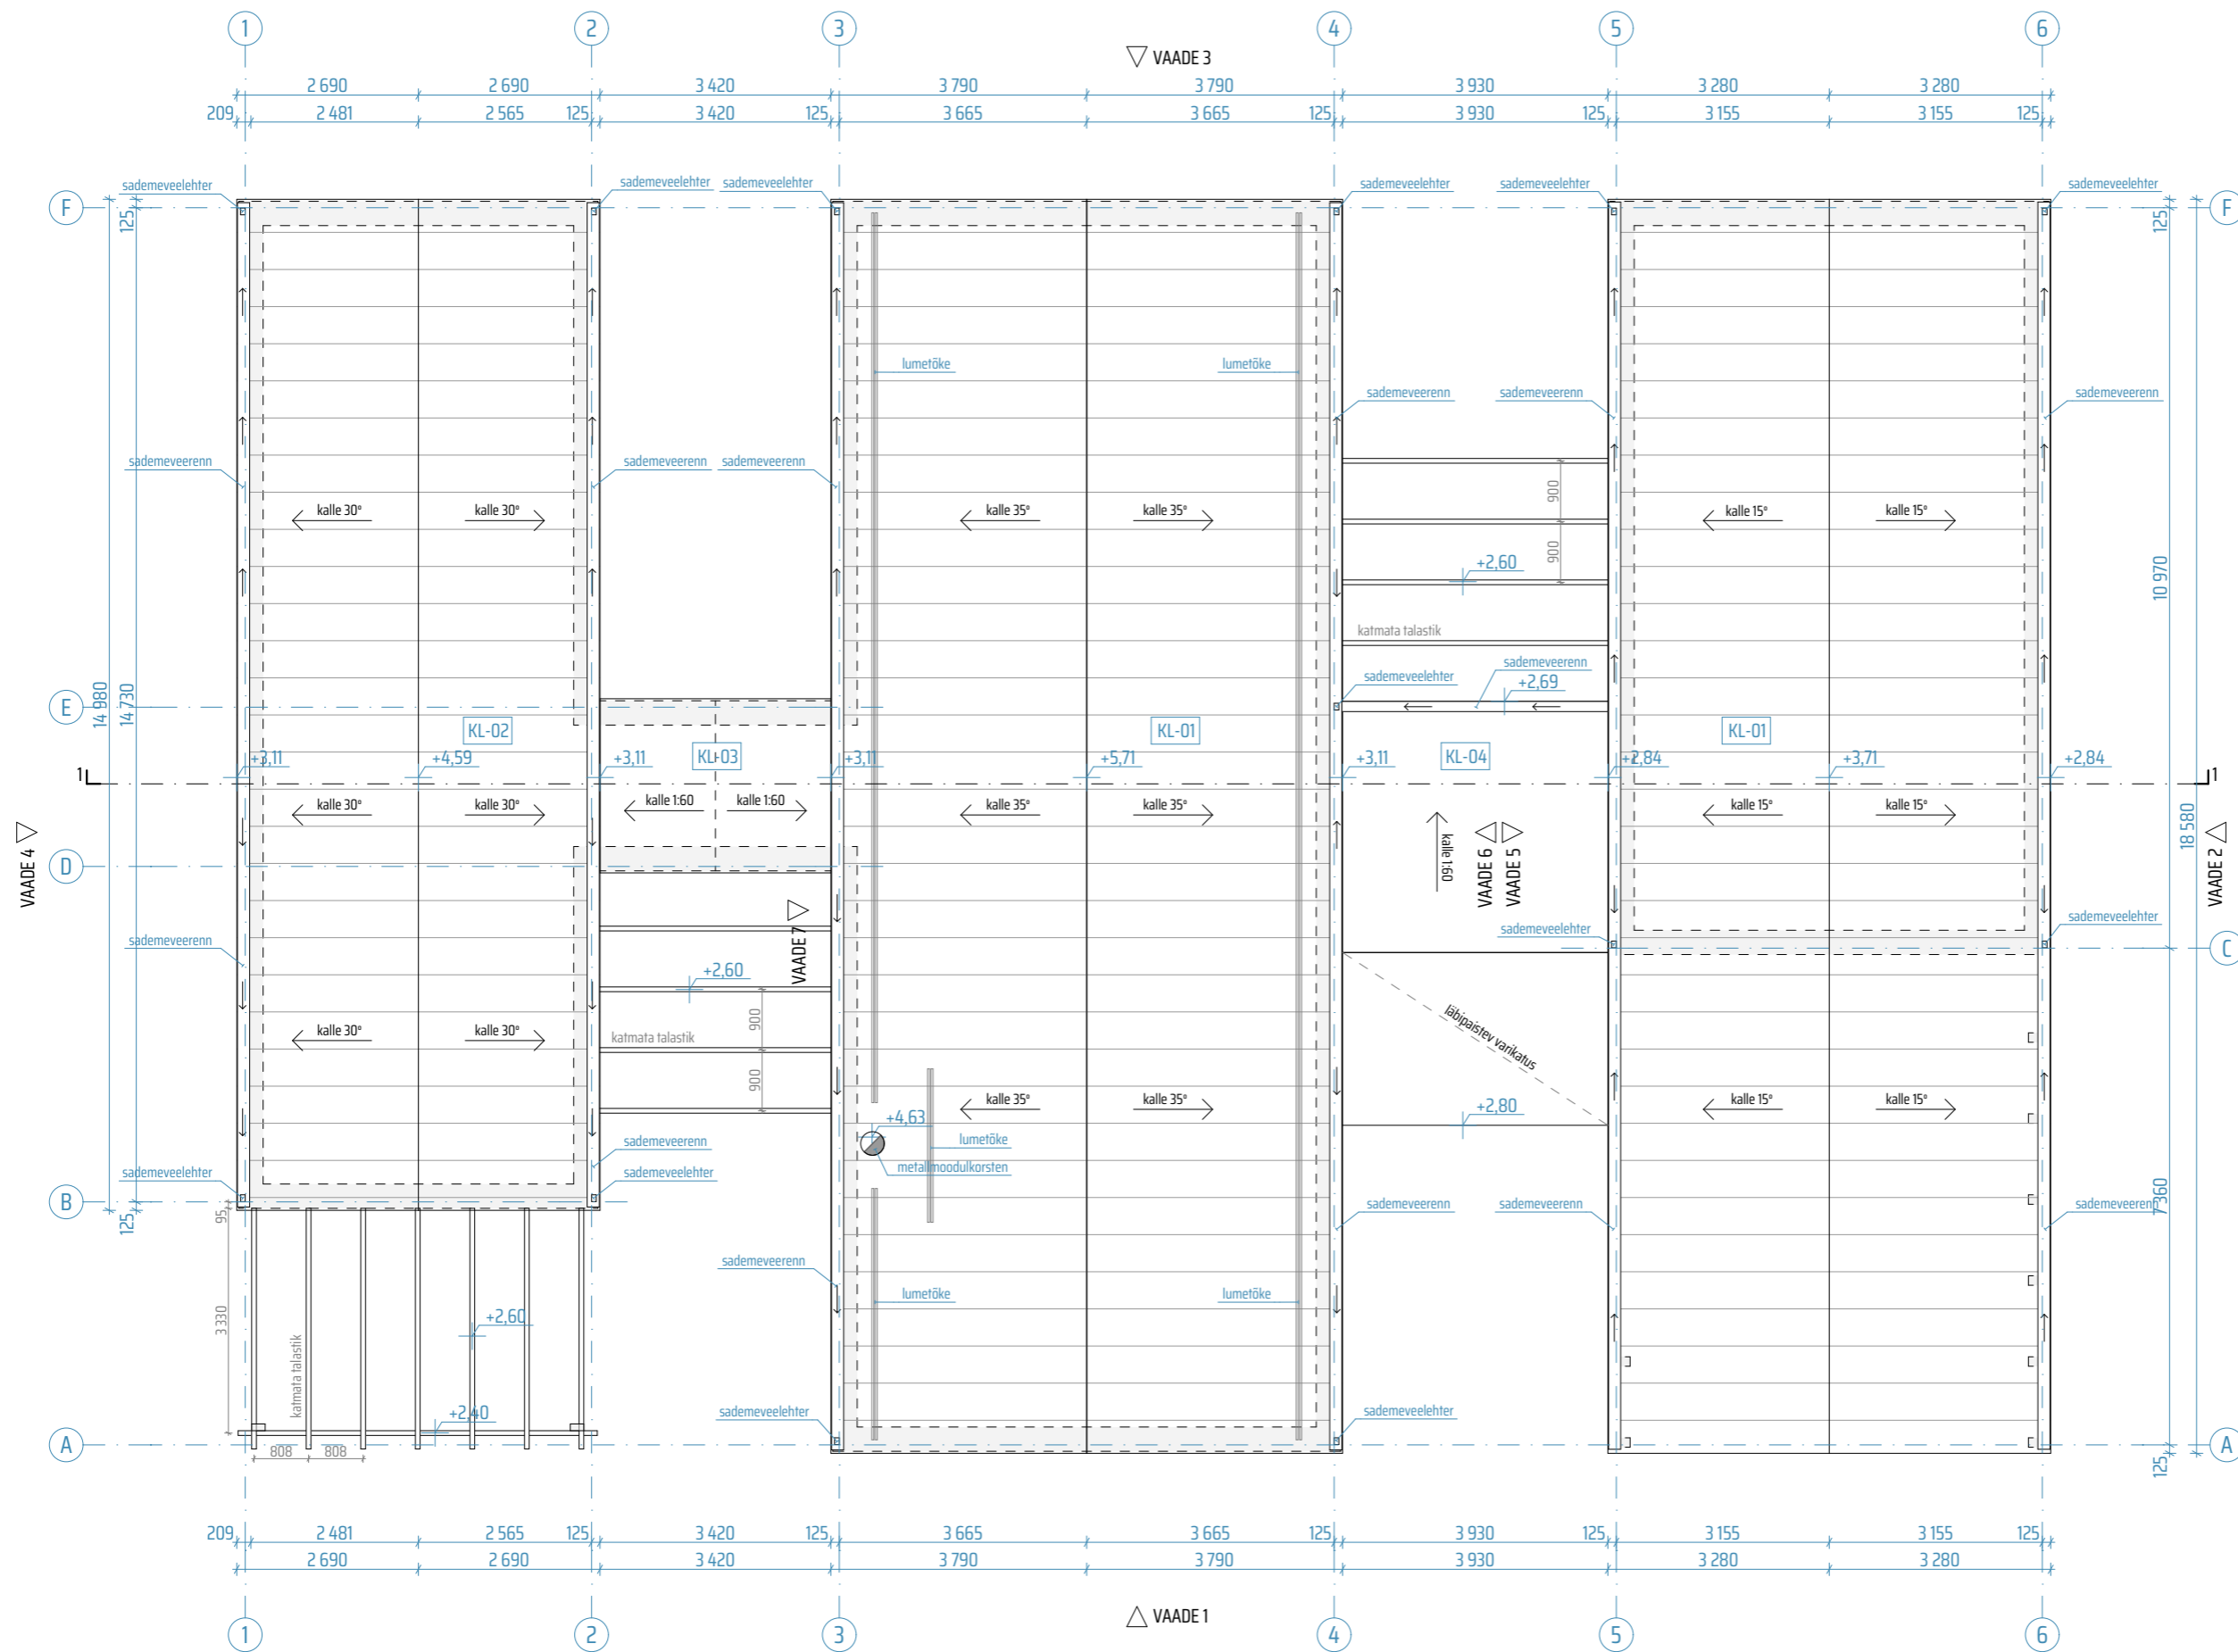 1 2 3 4 5 6
VAADE 3
2 690 2 690 3 420 3 790 3 790 3 930 3 280 3 280
209 2 481 2 565 125 3 420 125 3 665 3 665 125 3 930 125 3 155 3 155 125
sademeveelehter sademeveelehter sademeveelehter sademeveelehter sademeveelehter sademeveelehter
F F
125 125
lumetõke lumetõke
sademeveerenn sademeveerenn sademeveerenn
sademeveerenn sademeveerenn sademeveerenn
900
kalle 30° kalle 30° kalle 35° kalle 35° kalle 15° kalle 15°
900
+2,60
10 970
katmata talastik
sademeveerenn
sademeveelehter
+2,69
14 980
14 730
E
KL-02 KL-03 KL-01 KL-04 KL-01
+3,11 +4,59 +3,11 +3,11 +5,71 +3,11 +2,84 +3,71 +2,84
1 1
kalle 30° kalle 30° kalle 1:60 kalle 1:60 kalle 35° kalle 35° kalle 15° kalle 15°
kalle 1:60
18 580
VAADE 4
VAADE 6
VAADE 5
VAADE 2
D
VAADE 7
sademeveelehter sademeveelehter
sademeveerenn
C
+2,60
900
katmata talastik
kalle 30° kalle 30°
läbipaistev varikatus
900
kalle 35° kalle 35° kalle 15° kalle 15°
+4,63
+2,80
lumetõke
metallmoodulkorsten
sademeveerenn
sademeveelehter sademeveelehter
B
125
95
7 360
sademeveerenn sademeveerenn sademeveerenn
sademeveerenn
lumetõke lumetõke
3 330
+2,60
katmata talastik
+2,40
sademeveelehter sademeveelehter
A A
808 808
125
209 2 481 2 565 125 3 420 125 3 665 3 665 125 3 930 125 3 155 3 155 125
2 690 2 690 3 420 3 790 3 790 3 930 3 280 3 280
VAADE 1
1 2 3 4 5 6